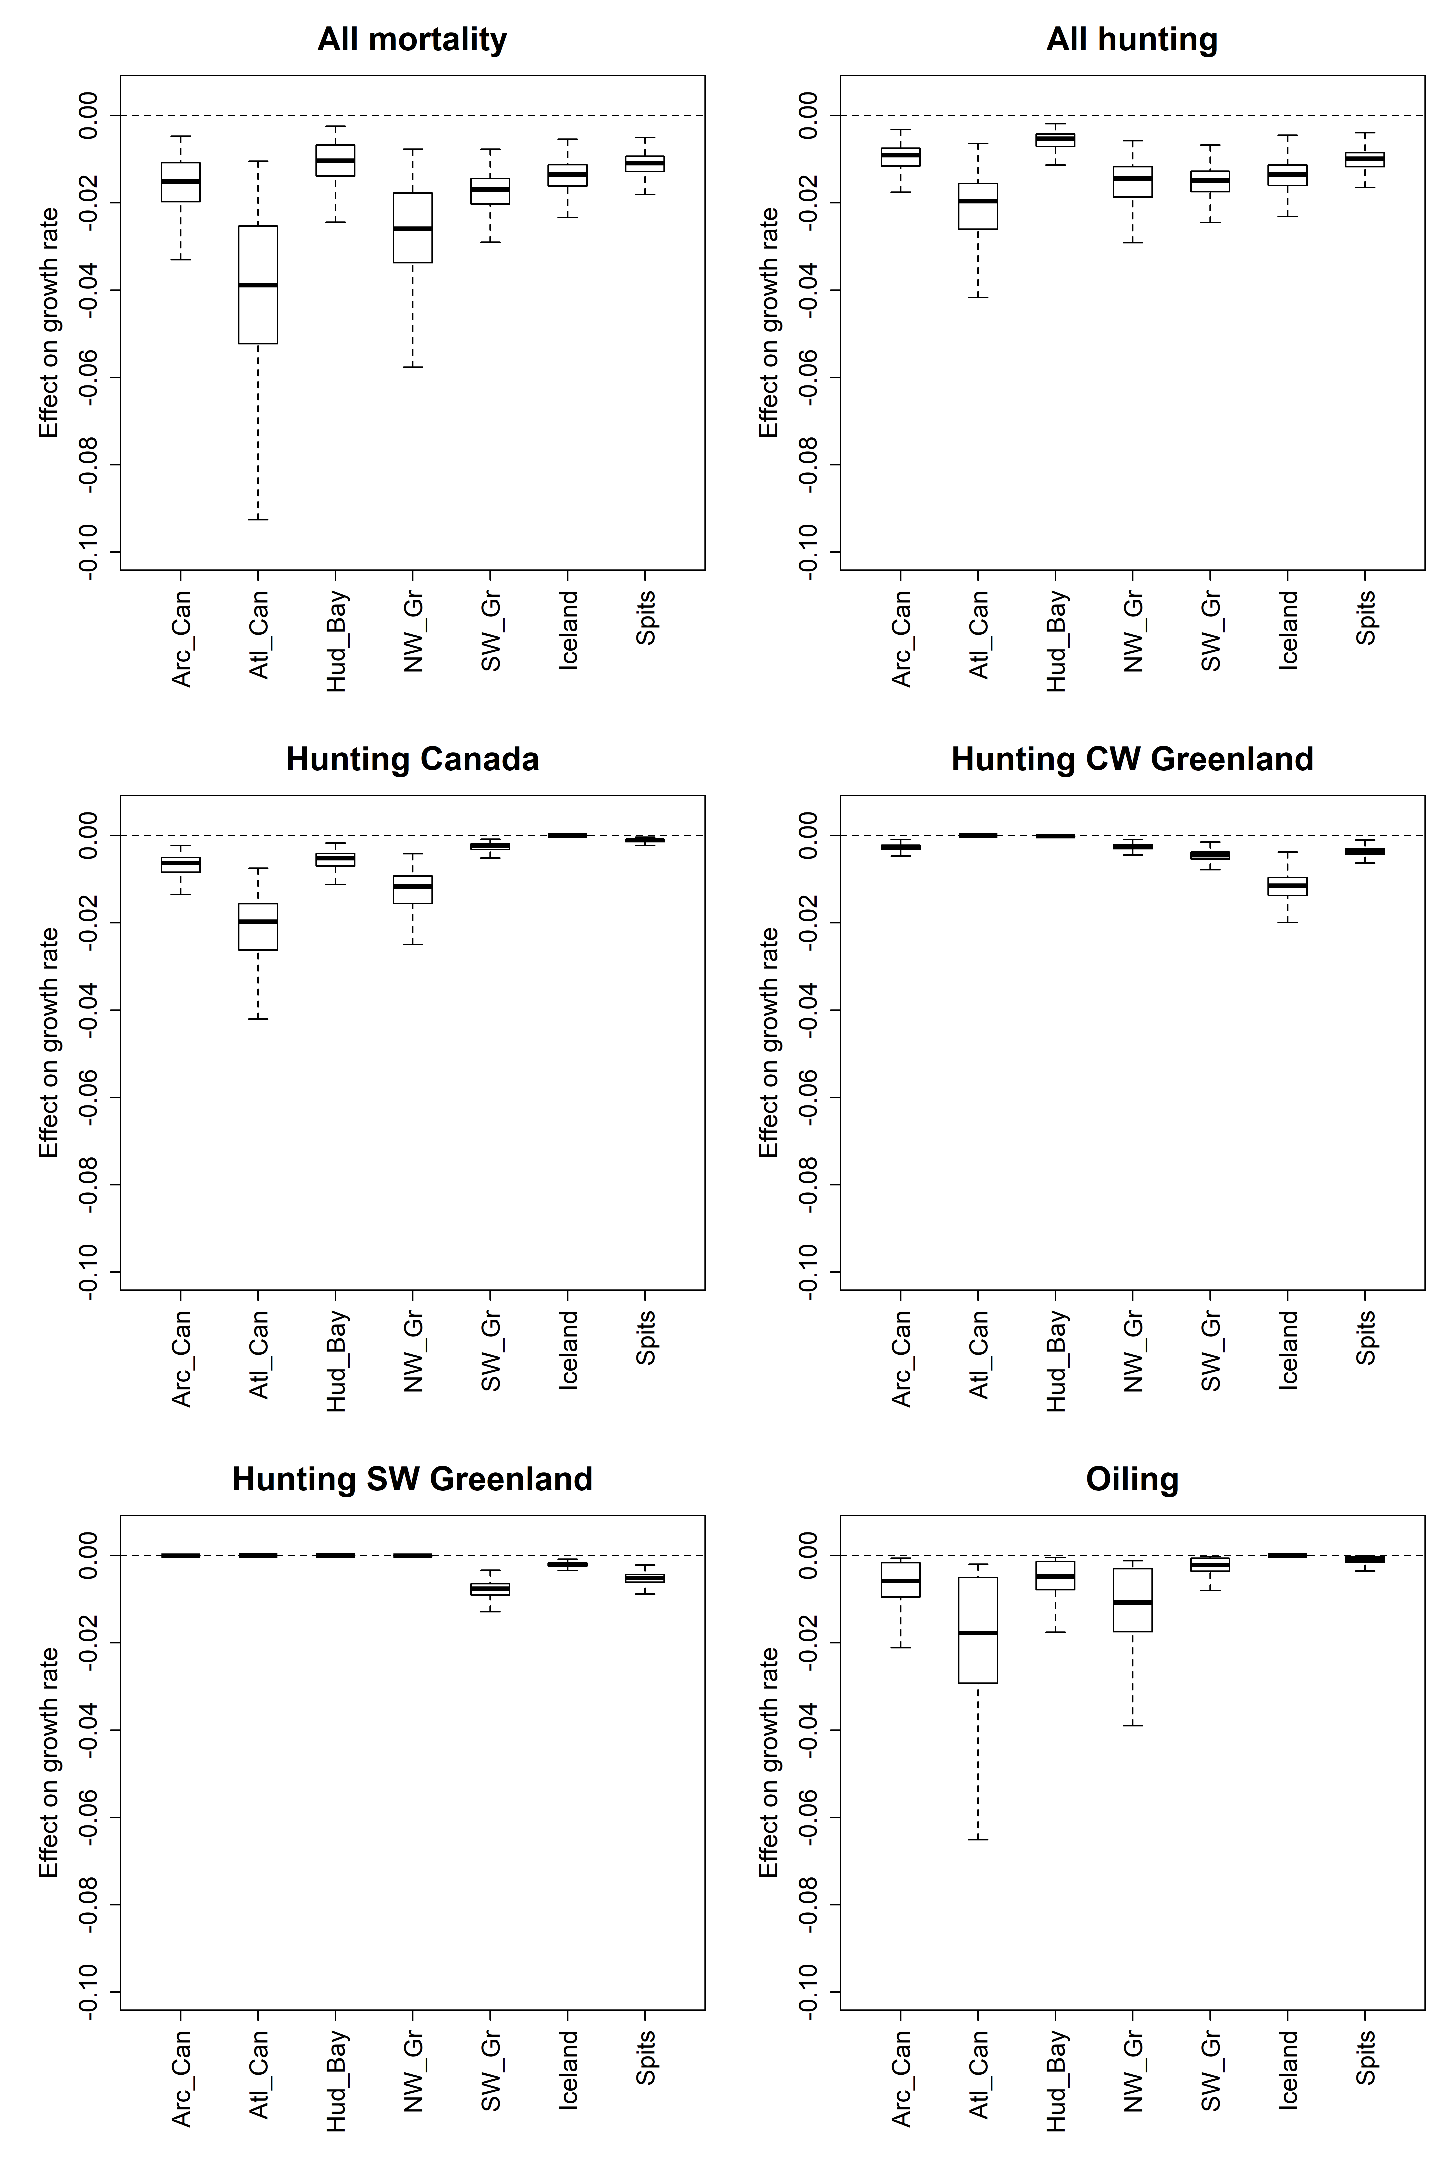 All mortality
Effect on growth rate
0.00
-0.02
-0.04
-0.06
-0.08
-0.10
Arc_Can
Atl_Can
Hud_Bay
NW_Gr
SW_Gr
Iceland
Spits
All hunting
Effect on growth rate
0.00
-0.02
-0.04
-0.06
-0.08
-0.10
Arc_Can
Atl_Can
Hud_Bay
NW_Gr
SW_Gr
Iceland
Spits
Hunting Canada
Effect on growth rate
0.00
-0.02
-0.04
-0.06
-0.08
-0.10
Arc_Can
Atl_Can
Hud_Bay
NW_Gr
SW_Gr
Iceland
Spits
Hunting CW Greenland
Effect on growth rate
0.00
-0.02
-0.04
-0.06
-0.08
-0.10
Arc_Can
Atl_Can
Hud_Bay
NW_Gr
SW_Gr
Iceland
Spits
Hunting SW Greenland
Effect on growth rate
0.00
-0.02
-0.04
-0.06
-0.08
-0.10
Arc_Can
Atl_Can
Hud_Bay
NW_Gr
SW_Gr
Iceland
Spits
Oiling
Effect on growth rate
0.00
-0.02
-0.04
-0.06
-0.08
-0.10
Arc_Can
Atl_Can
Hud_Bay
NW_Gr
SW_Gr
Iceland
Spits